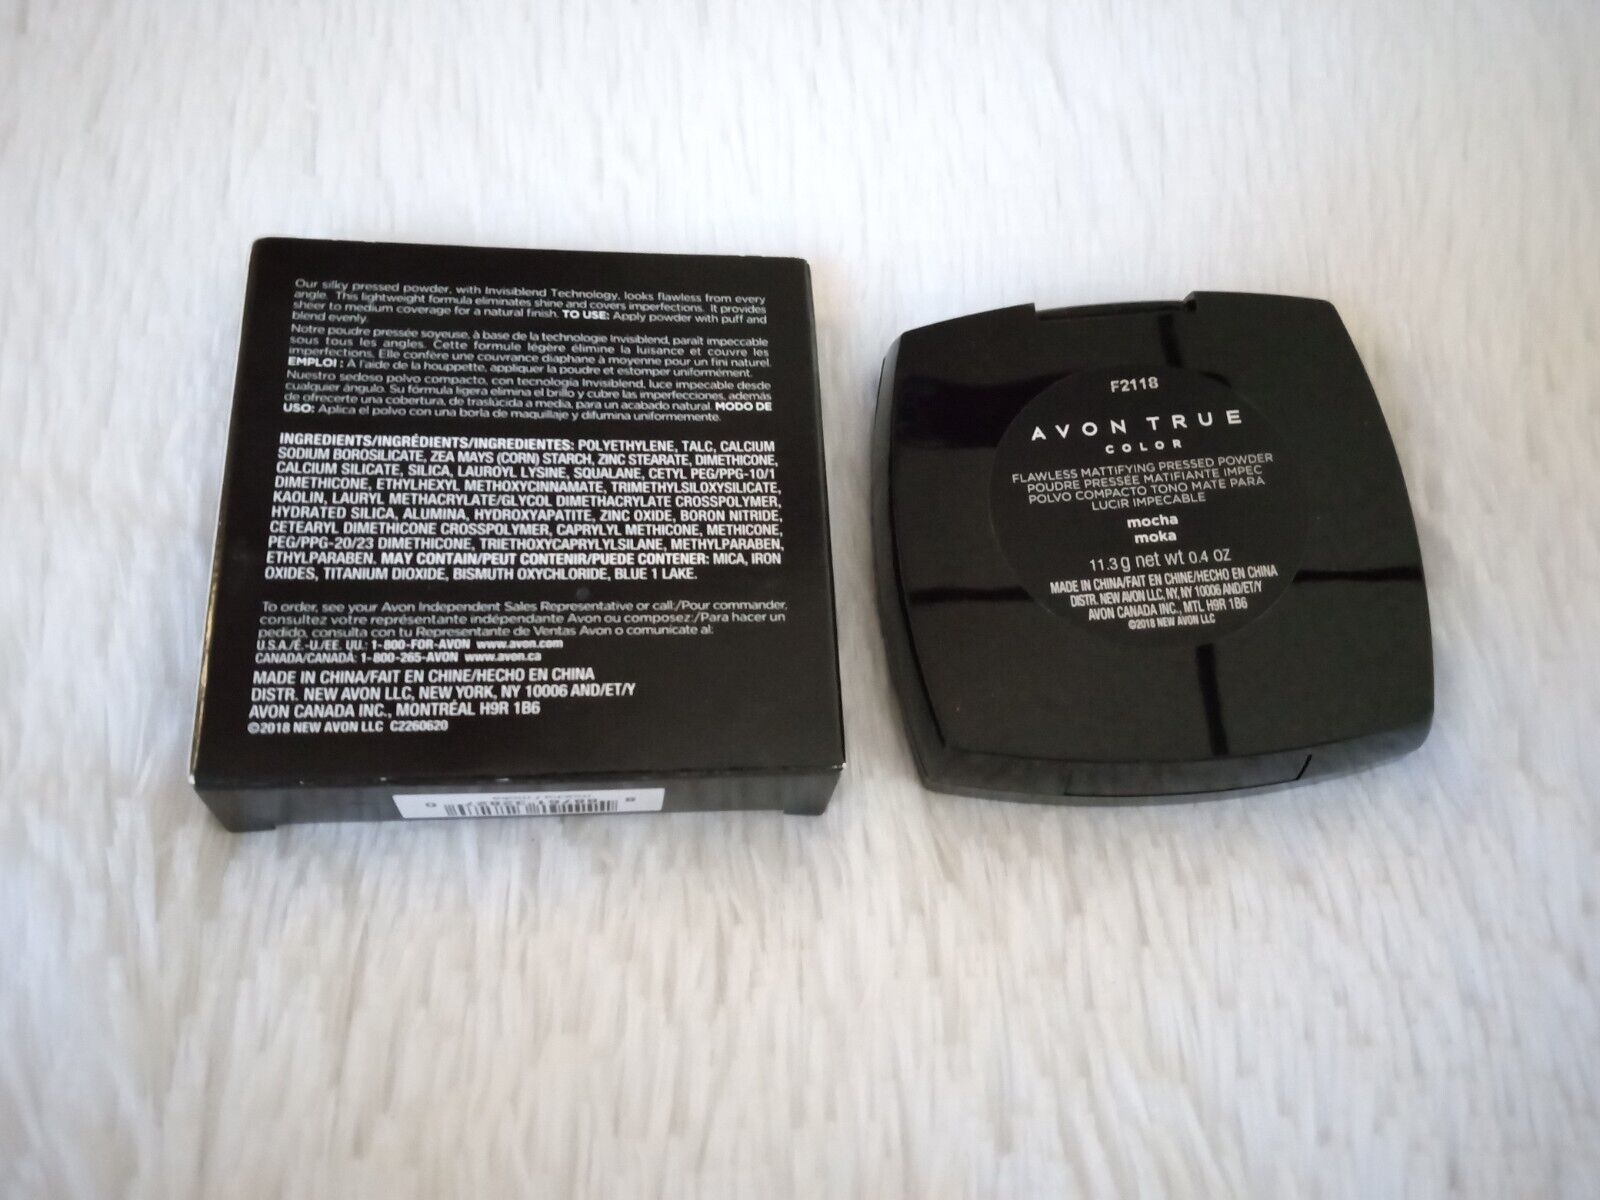 Our silky pressed powder, with Invisiblend Technology, looks flawless from every
angle. This lightweight formula eliminates shine and covers imperfections. It provides
sheer to medium coverage for a natural finish. TO USE: Apply powder with puff and
blend evenly.
Notre poudre pressée soyeuse, à base de la technologie Invisiblend, paraît impeccable
sous tous les angles. Cette formule légère élimine la luisance et couvre les
imperfections. Elle confère une couvrance diaphane à moyenne pour un fini naturel.
EMPLOI : À l'aide de la houppette, appliquer la poudre et estomper uniformément.
Nuestro sedoso polvo compacto, con tecnología Invisiblend, luce impecable desde
cualquier ángulo. Su fórmula ligera elimina el brillo y cubre las imperfecciones, además
de ofrecerte una cobertura, de traslúcida a media, para un acabado natural. MODO DE
USO: Aplica el polvo con una borla de maquillaje y difumina uniformemente.
INGREDIENTS/INGRÉDIENTS/INGREDIENTES: POLYETHYLENE, TALC, CALCIUM
SODIUM BOROSILICATE, ZEA MAYS (CORN) STARCH, ZINC STEARATE, DIMETHICONE,
CALCIUM SILICATE, SILICA, LAUROYL LYSINE, SQUALANE, CETYL PEG/PPG-10/1
DIMETHICONE, ETHYLHEXYL METHOXYCINNAMATE, TRIMETHYLSILOXYSILICATE,
KAOLIN, LAURYL METHACRYLATE/GLYCOL DIMETHACRYLATE CROSSPOLYMER,
HYDRATED SILICA, ALUMINA, HYDROXYAPATITE, ZINC OXIDE, BORON NITRIDE,
CETEARYL DIMETHICONE CROSSPOLYMER, CAPRYLYL METHICONE, METHICONE,
PEG/PPG-20/23 DIMETHICONE, TRIETHOXYCAPRYLYLSILANE, METHYLPARABEN,
ETHYLPARABEN. MAY CONTAIN/PEUT CONTENIR/PUEDE CONTENER: MICA, IRON
OXIDES, TITANIUM DIOXIDE, BISMUTH OXYCHLORIDE, BLUE 1 LAKE.
To order, see your Avon Independent Sales Representative or call:/Pour commander,
consultez votre représentante indépendante Avon ou composez:/Para hacer un
pedido, consulta con tu Representante de Ventas Avon o comunícate al:
U.S.A./É.-U./EE. UU.: 1-800-FOR-AVON www.avon.com
CANADA/CANADÁ: 1-800-265-AVON www.avon.ca
MADE IN CHINA/FAIT EN CHINE/HECHO EN CHINA
DISTR. NEW AVON LLC, NEW YORK, NY 10006 AND/ET/Y
AVON CANADA INC., MONTRÉAL H9R 1B6
©2018 NEW AVON LLC C2260620
F2118
AVON TRUE
COLOR
FLAWLESS MATTIFYING PRESSED POWDER
POUDRE PRESSÉE MATIFIANTE IMPEC
POLVO COMPACTO TONO MATE PARA
LUCIR IMPECABLE
mocha
moka
11.3 g net wt 0.4 oz
MADE IN CHINA/FAIT EN CHINE/HECHO EN CHINA
DISTR. NEW AVON LLC, NY, NY 10006 AND/ET/Y
AVON CANADA INC., MTL H9R 1B6
©2018 NEW AVON LLC